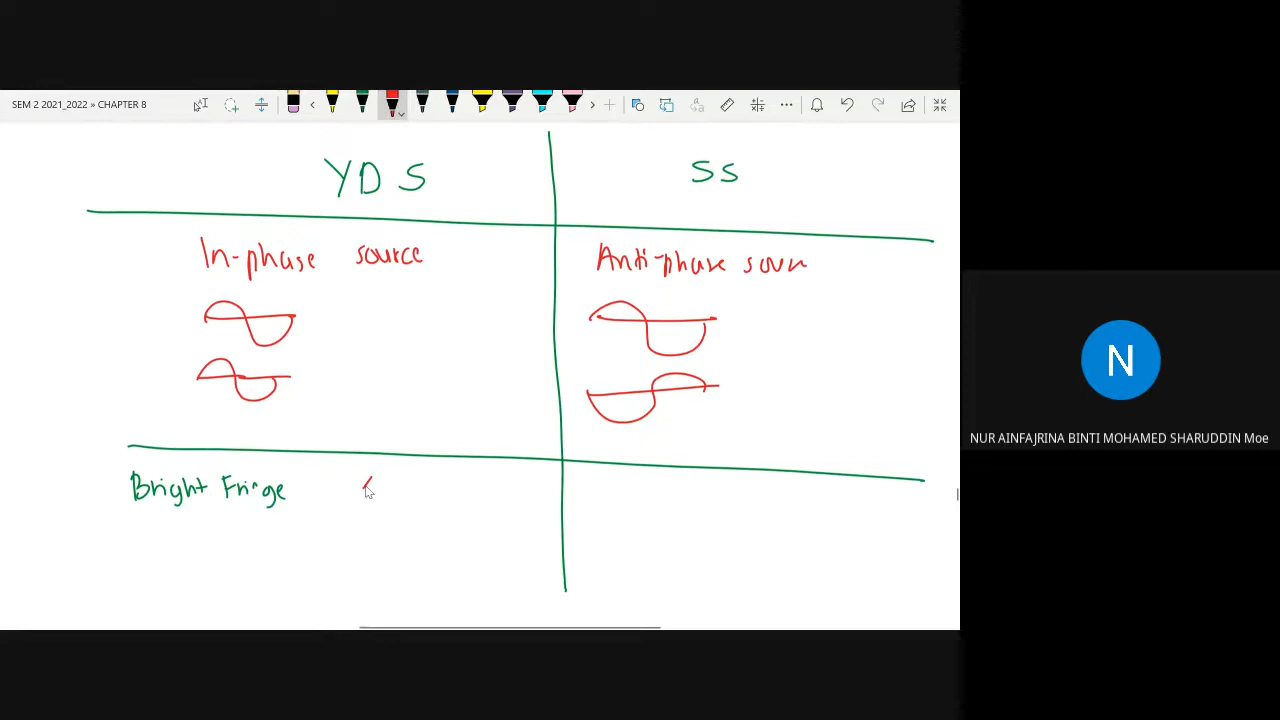 SEM 2 2021_2022 » CHAPTER 8
YDS
SS
In-phase source
Anti-phase sour
N
NUR AINFAJRINA BINTI MOHAMED SHARUDDIN Moe
Bright Fringe